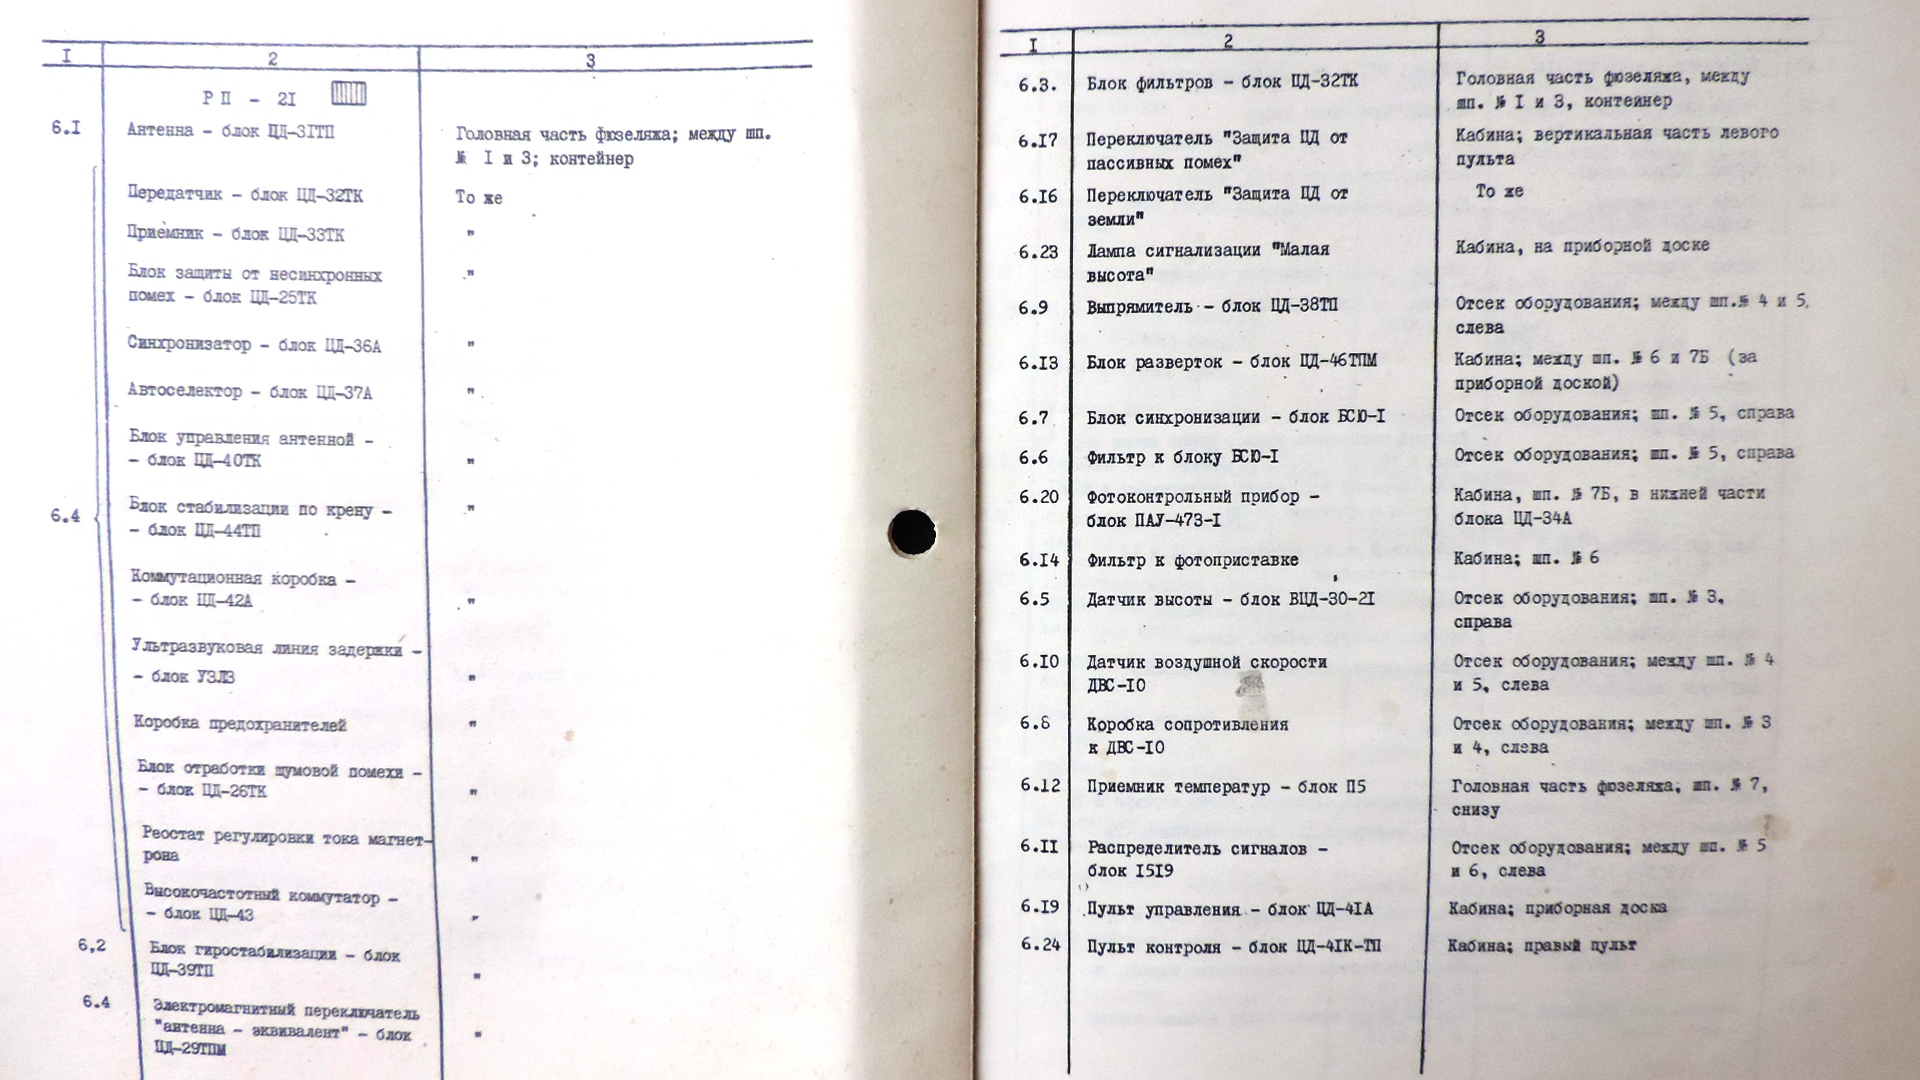 I 2 3
РП - 2I
6.I Антенна - блок ЦД-3IТП Головная часть фюзеляжа; между шп.
№ I и 3; контейнер
Передатчик - блок ЦД-32ТК То же
Приемник - блок ЦД-33ТК "
Блок защиты от несинхронных "
помех - блок ЦД-25ТК
Синхронизатор - блок ЦД-36А "
Автоселектор - блок ЦД-37А "
Блок управления антенной -
- блок ЦД-40ТК "
Блок стабилизации по крену - "
6.4
- блок ЦД-44ТП
Коммутационная коробка -
- блок ЦД-42А "
Ультразвуковая линия задержки -
- блок УЗЛЗ "
Коробка предохранителей "
Блок отработки шумовой помехи -
- блок ЦД-26ТК "
Реостат регулировки тока магнет-
рона "
Высокочастотный коммутатор -
- блок ЦД-43 "
6,2 Блок гиростабилизации - блок
ЦД-39ТП "
6.4 Электромагнитный переключатель
"антенна - эквивалент" - блок "
ЦД-29ТПМ
I 2 3
6.3. Блок фильтров - блок ЦД-32ТК Головная часть фюзеляжа, между
шп. № I и 3, контейнер
6.I7 Переключатель "Защита ЦД от Кабина; вертикальная часть левого
пассивных помех" пульта
6.I6 Переключатель "Защита ЦД от То же
земли"
6.23 Лампа сигнализации "Малая Кабина, на приборной доске
высота"
6.9 Выпрямитель - блок ЦД-38ТП Отсек оборудования; между шп.№ 4 и 5,
слева
6.I3 Блок разверток - блок ЦД-46ТПМ Кабина; между шп. № 6 и 7Б (за
приборной доской)
6.7 Блок синхронизации - блок БСЮ-I Отсек оборудования; шп. № 5, справа
6.6 Фильтр к блоку БСЮ-I Отсек оборудования; шп. № 5, справа
6.20 Фотоконтрольный прибор - Кабина, шп. № 7Б, в нижней части
блок ПАУ-473-I блока ЦД-34А
6.I4 Фильтр к фотоприставке Кабина; шп. № 6
6.5 Датчик высоты - блок ВЦД-30-2I Отсек оборудования; шп. № 3,
справа
6.I0 Датчик воздушной скорости Отсек оборудования; между шп. № 4
ДВС-I0 и 5, слева
6.8 Коробка сопротивления Отсек оборудования; между шп. № 3
к ДВС-I0 и 4, слева
6.I2 Приемник температур - блок П5 Головная часть фюзеляжа; шп. № 7,
снизу
6.II Распределитель сигналов - Отсек оборудования; между шп. № 5
блок I5I9 и 6, слева
6.I9 Пульт управления - блок ЦД-4IА Кабина; приборная доска
6.24 Пульт контроля - блок ЦД-4IК-ТП Кабина; правый пульт